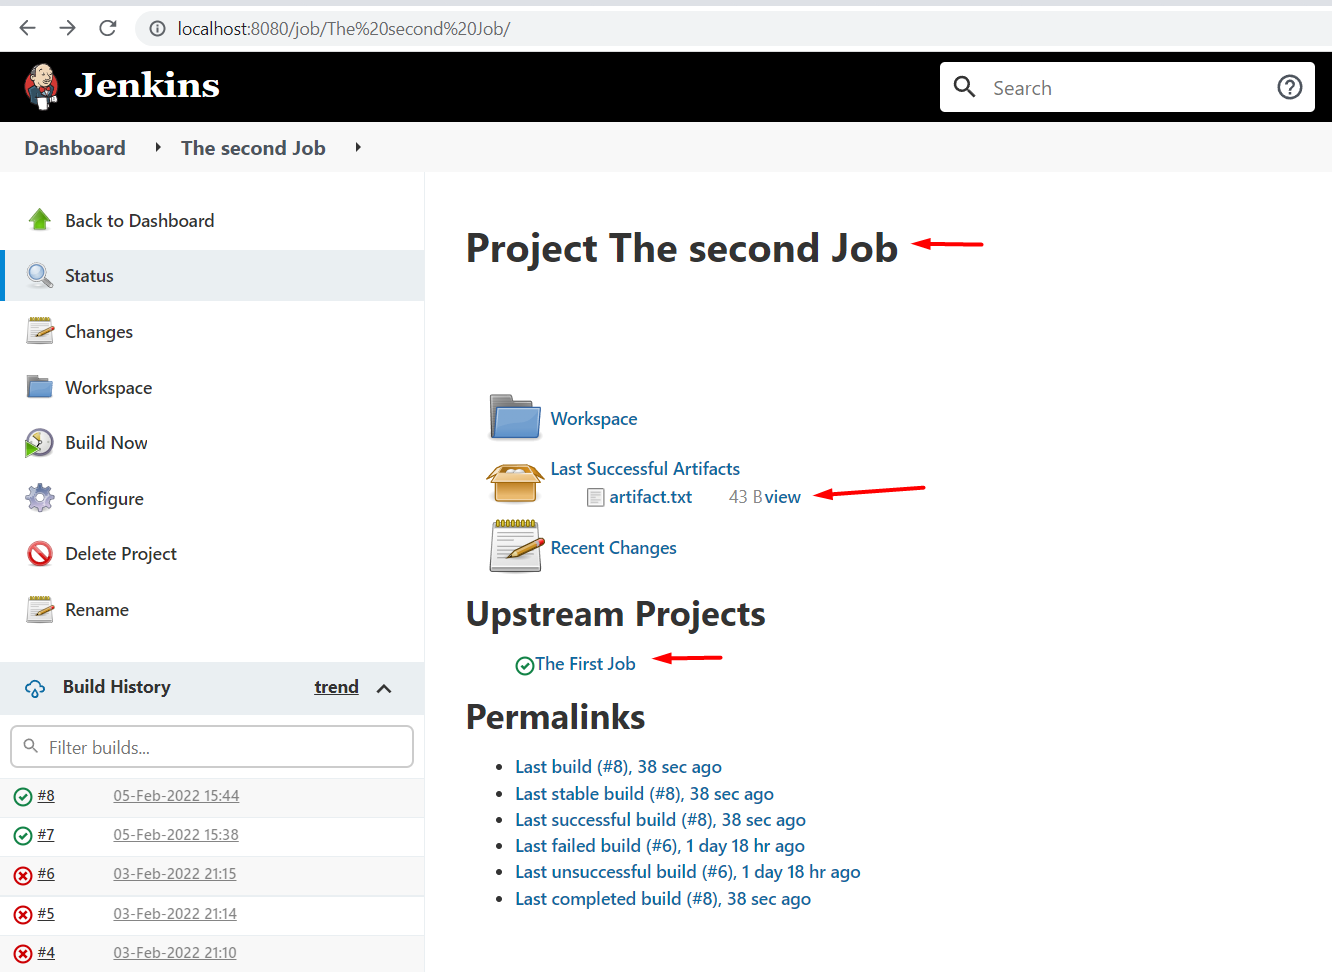 localhost:8080/job/The%20second%20Job/
Jenkins
Search
Dashboard
The second Job
Back to Dashboard
Status
Changes
Workspace
Build Now
Configure
Delete Project
Rename
Build History
trend
Filter builds...
#8 05-Feb-2022 15:44
#7 05-Feb-2022 15:38
#6 03-Feb-2022 21:15
#5 03-Feb-2022 21:14
#4 03-Feb-2022 21:10
Project The second Job
Workspace
Last Successful Artifacts
artifact.txt 43 B view
Recent Changes
Upstream Projects
The First Job
Permalinks
Last build (#8), 38 sec ago
Last stable build (#8), 38 sec ago
Last successful build (#8), 38 sec ago
Last failed build (#6), 1 day 18 hr ago
Last unsuccessful build (#6), 1 day 18 hr ago
Last completed build (#8), 38 sec ago